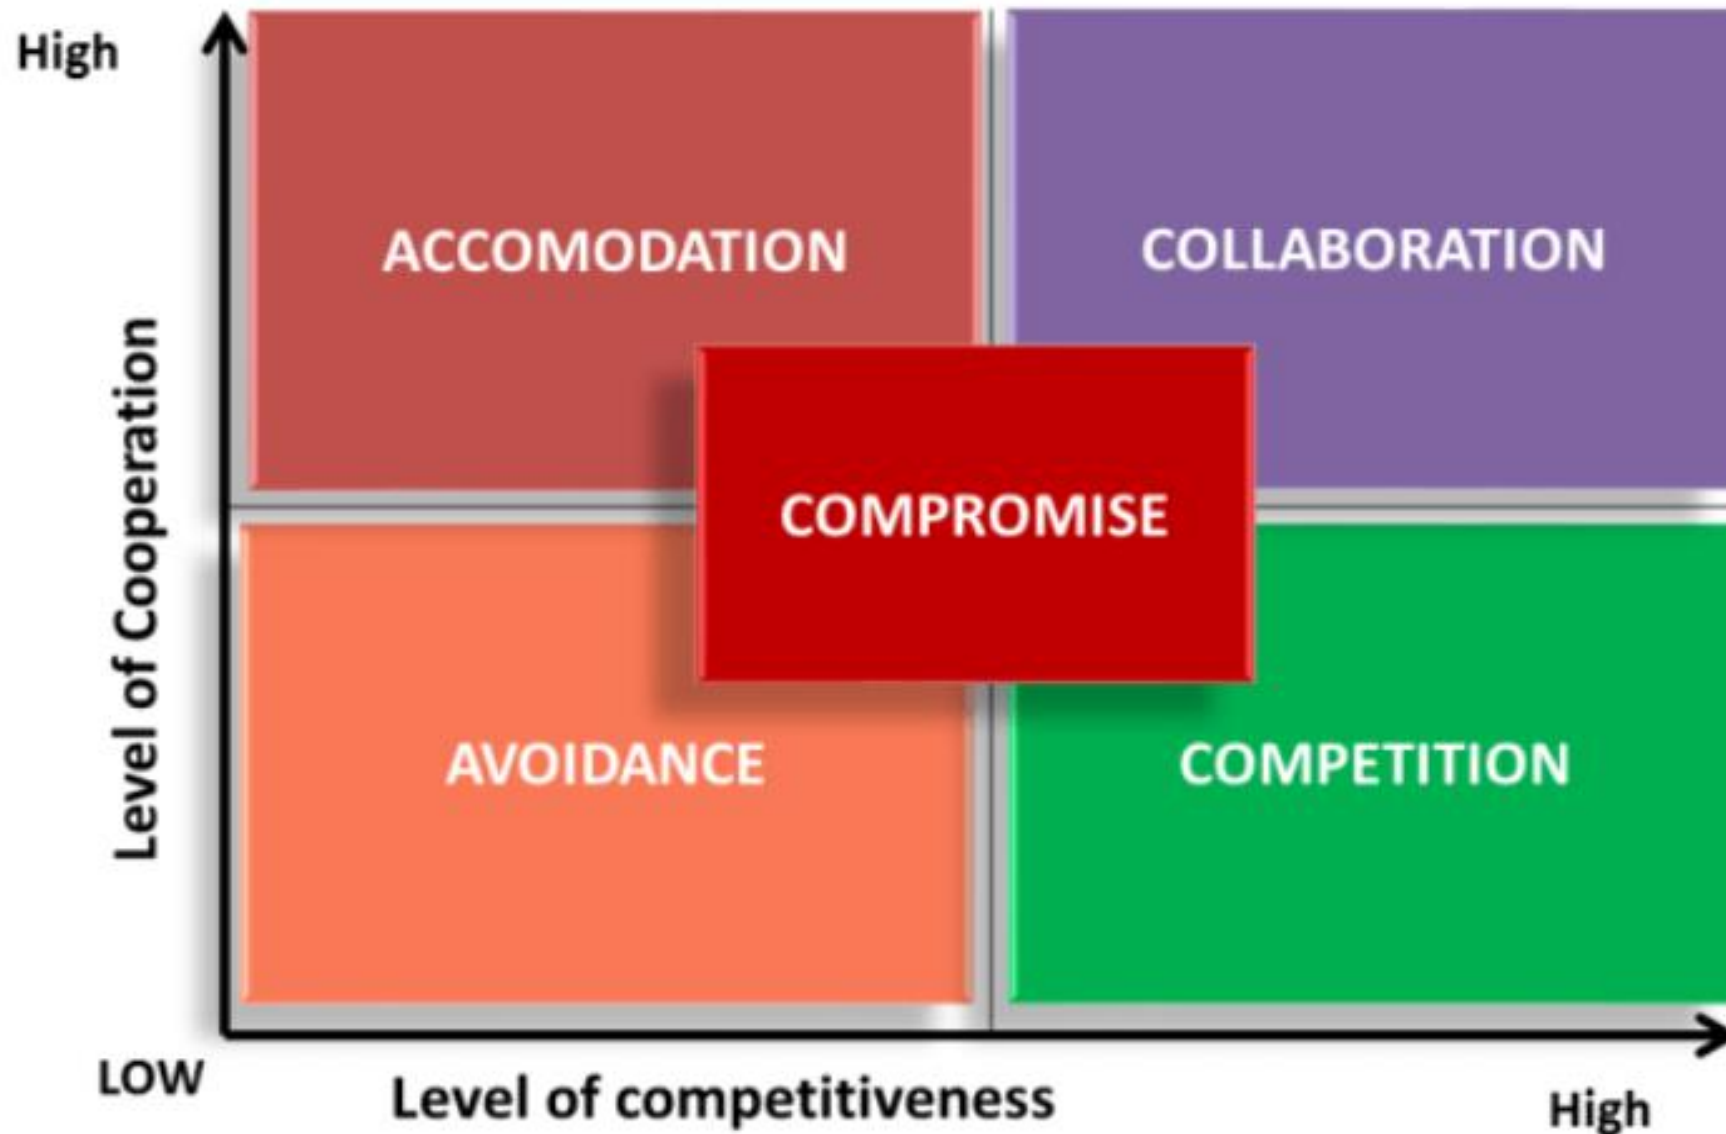 High
ACCOMODATION
COLLABORATION
Level of Cooperation
COMPROMISE
AVOIDANCE
COMPETITION
LOW
Level of competitiveness
High